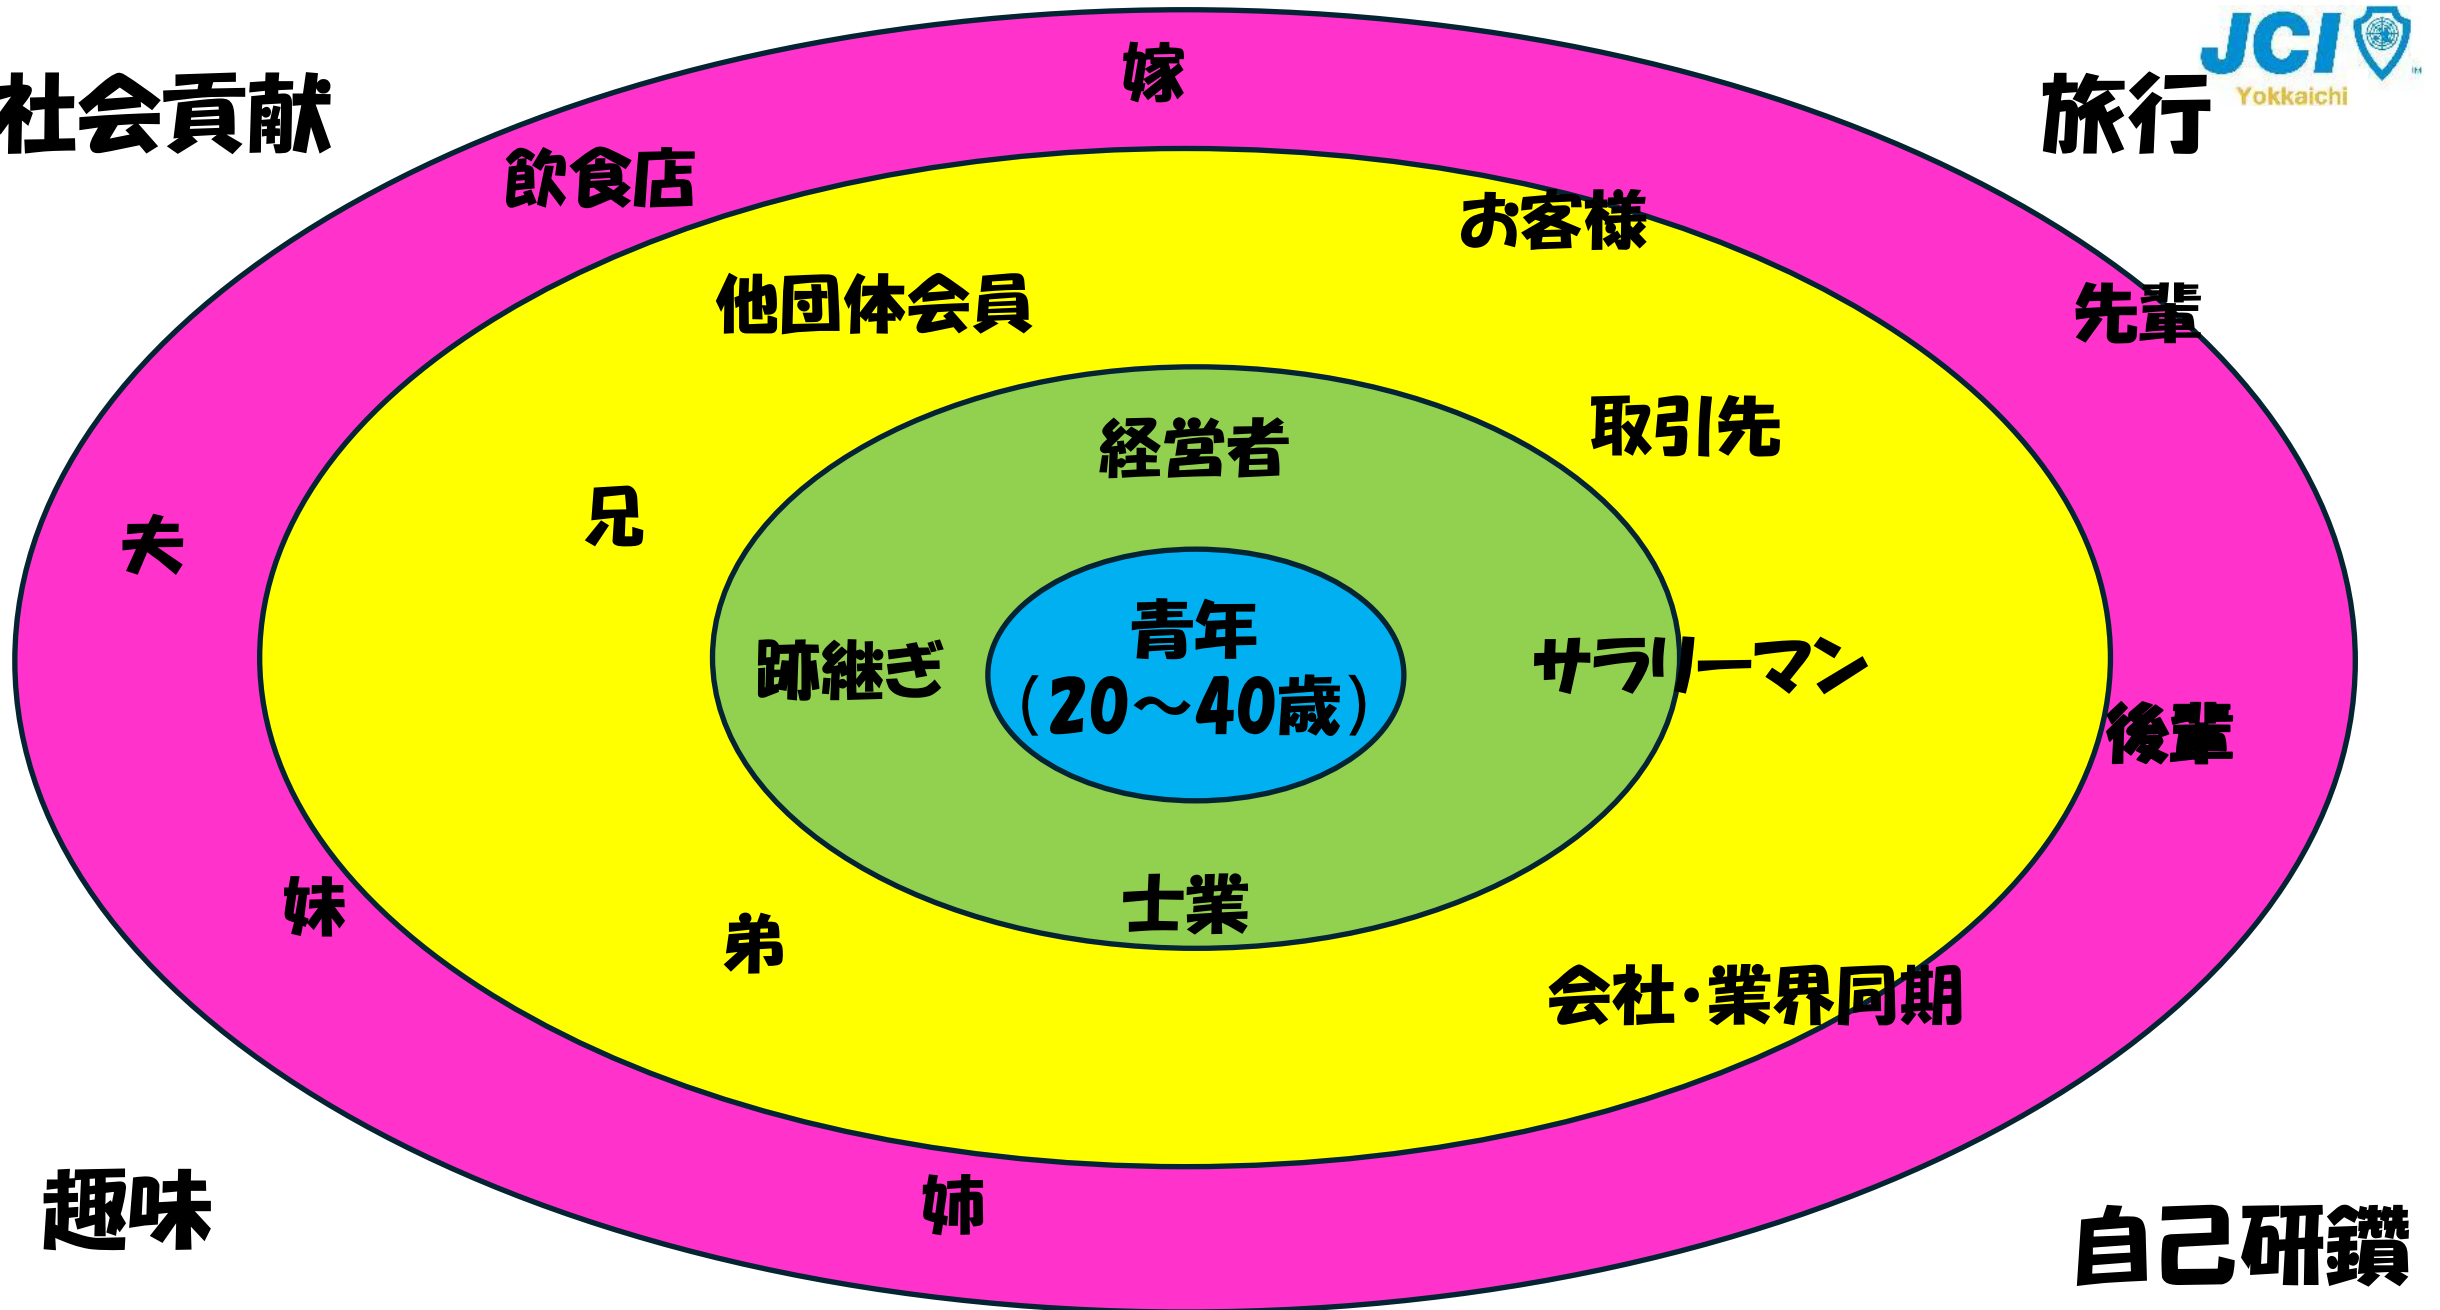 嫁
JCI
Yokkaichi
社会貢献
旅行
飲食店
お客様
他団体会員
先輩
取引先
経営者
兄
夫
青年
（20～40歳）
跡継ぎ
サラリーマン
後輩
妹
士業
弟
会社・業界同期
姉
趣味
自己研鑽